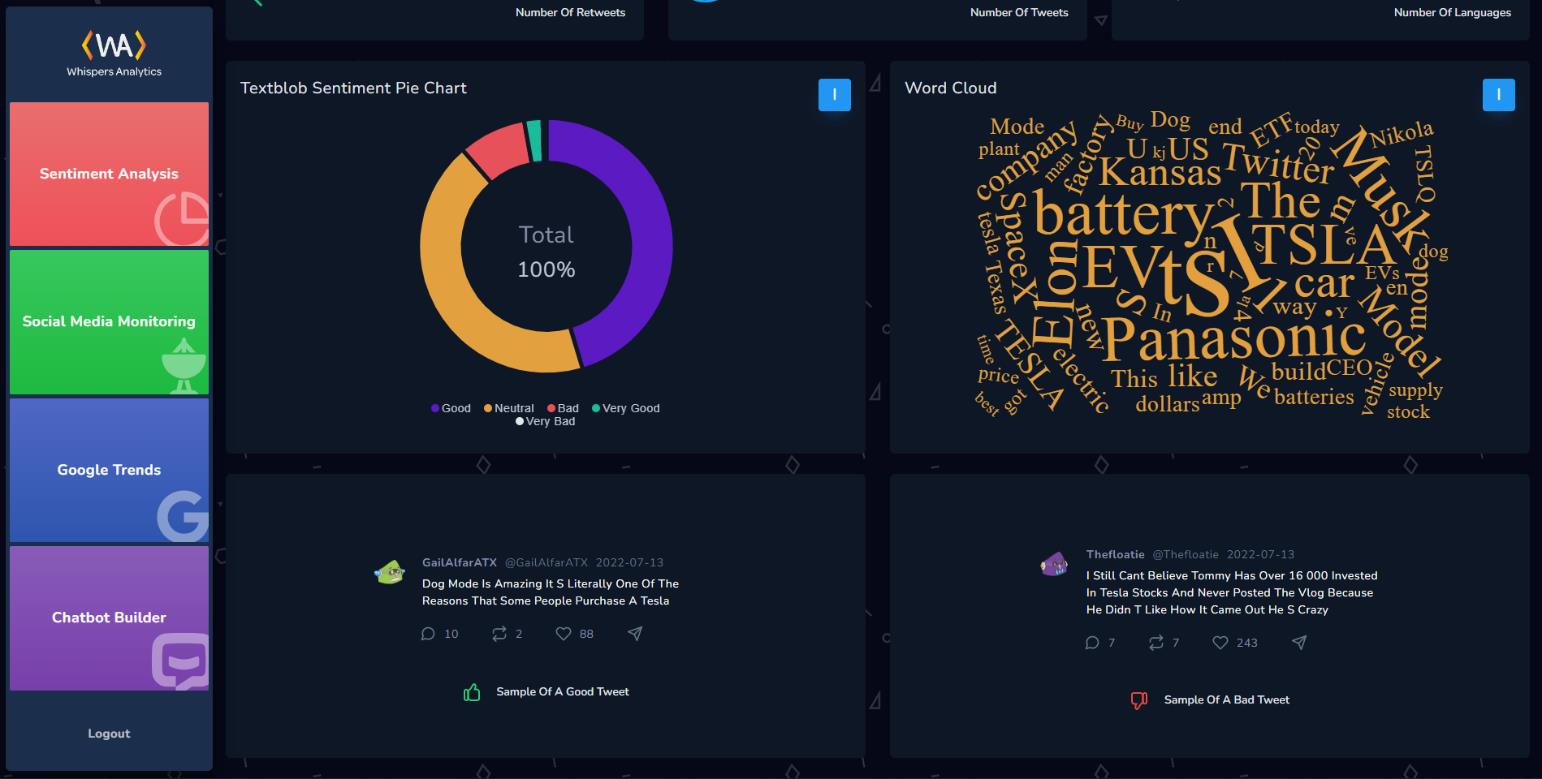 WA
Whispers Analytics
Sentiment Analysis
Social Media Monitoring
Google Trends
G
Chatbot Builder
Logout
Number Of Retweets
Number Of Tweets
Number Of Languages
Textblob Sentiment Pie Chart
I
Total
100%
Good
Neutral
Bad
Very Good
Very Bad
Word Cloud
I
Mode
plant
company
man
factory
Buy
Dog
end
ETF
today
20
Nikola
TSLQ
Musk
U
kj
US
Twitter
Kansas
battery
2
The
m
ve
TSLA
dog
SpaceX
tesla
Texas
Elon
EV
t
S
n
r
I
d
7
la
4
I
car
EVs
en
mode
way
Y
Model
S
In
new
Panasonic
TESLA
time
price
best
got
go
electric
This
like
We
build
CEO
vehicle
supply
stock
dollars
amp
batteries
GailAlfarATX @GailAlfarATX 2022-07-13
Dog Mode Is Amazing It S Literally One Of The
Reasons That Some People Purchase A Tesla
10 2 88
Sample Of A Good Tweet
Thefloatie @Thefloatie 2022-07-13
I Still Cant Believe Tommy Has Over 16 000 Invested
In Tesla Stocks And Never Posted The Vlog Because
He Didn T Like How It Came Out He S Crazy
7 7 243
Sample Of A Bad Tweet